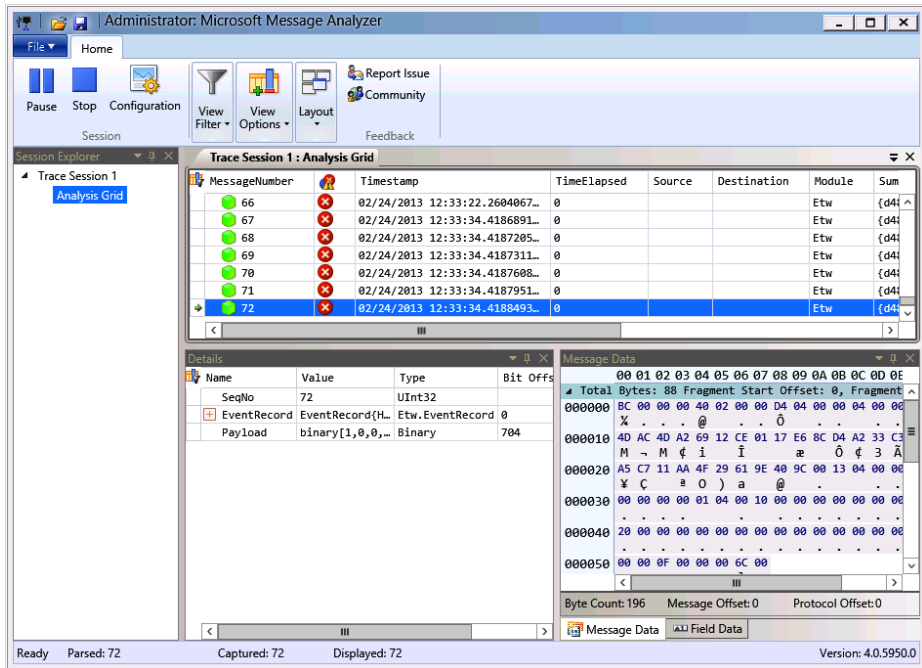 Administrator: Microsoft Message Analyzer
File Home
Pause Stop Configuration View Filter View Options Layout Report Issue
Community
Session Feedback
Session Explorer
Trace Session 1
Analysis Grid
Trace Session 1 : Analysis Grid
MessageNumber Timestamp TimeElapsed Source Destination Module Sum
66 02/24/2013 12:33:22.2604067… 0 Etw {d48
67 02/24/2013 12:33:34.4186891… 0 Etw {d48
68 02/24/2013 12:33:34.4187205… 0 Etw {d48
69 02/24/2013 12:33:34.4187311… 0 Etw {d48
70 02/24/2013 12:33:34.4187608… 0 Etw {d48
71 02/24/2013 12:33:34.4187951… 0 Etw {d48
72 02/24/2013 12:33:34.4188493… 0 Etw {d48
Details
Name Value Type Bit Offs
SeqNo 72 UInt32
EventRecord EventRecord{H… Etw.EventRecord 0
Payload binary[1,0,0,… Binary 704
Message Data
00 01 02 03 04 05 06 07 08 09 0A 0B 0C 0D 0E
Total Bytes: 88 Fragment Start Offset: 0, Fragment
000000 BC 00 00 00 40 02 00 00 D4 04 00 00 04 00 00
¼ . . . @ . . . Ô . . . . . .
000010 4D AC 4D A2 69 12 CE 01 17 E6 8C D4 A2 33 C3
M ¬ M ¢ i Î æ Ô ¢ 3 Ã
000020 A5 C7 11 AA 4F 29 61 9E 40 9C 00 13 04 00 00
¥ Ç ª O ) a @ . . . .
000030 00 00 00 00 01 04 00 10 00 00 00 00 00 00 00
000040 20 00 00 00 00 00 00 00 00 00 00 00 00 00 00
000050 00 00 0F 00 00 00 6C 00
Byte Count: 196 Message Offset: 0 Protocol Offset: 0
Message Data Field Data
Ready Parsed: 72 Captured: 72 Displayed: 72 Version: 4.0.5950.0